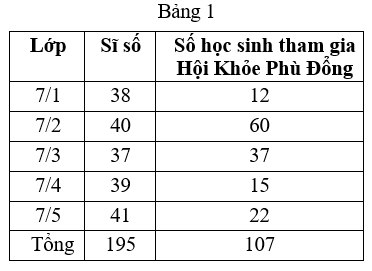 Bảng 1
Lớp Sĩ số Số học sinh tham gia
Hội Khỏe Phù Đổng
7/1 38 12
7/2 40 60
7/3 37 37
7/4 39 15
7/5 41 22
Tổng 195 107